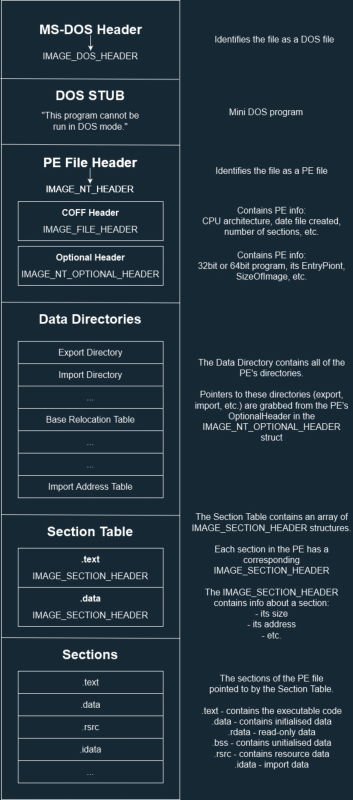 MS-DOS Header
IMAGE_DOS_HEADER
Identifies the file as a DOS file
DOS STUB
"This program cannot be
run in DOS mode."
Mini DOS program
PE File Header
IMAGE_NT_HEADER
Identifies the file as a PE file
COFF Header
IMAGE_FILE_HEADER
Contains PE info:
CPU architecture, date file created,
number of sections, etc.
Optional Header
IMAGE_NT_OPTIONAL_HEADER
Contains PE info:
32bit or 64bit program, its EntryPiont,
SizeOfImage, etc.
Data Directories
Export Directory
Import Directory
...
Base Relocation Table
...
...
Import Address Table
The Data Directory contains all of the
PE's directories.
Pointers to these directories (export,
import, etc.) are grabbed from the PE's
OptionalHeader in the
IMAGE_NT_OPTIONAL_HEADER
struct
Section Table
.text
IMAGE_SECTION_HEADER
.data
IMAGE_SECTION_HEADER
The Section Table contains an array of
IMAGE_SECTION_HEADER structures.
Each section in the PE has a
corresponding
IMAGE_SECTION_HEADER
The IMAGE_SECTION_HEADER
contains info about a section:
- its size
- its address
- etc.
Sections
.text
.data
.rsrc
.idata
...
The sections of the PE file
pointed to by the Section Table.
.text - contains the executable code
.data - contains initialised data
.rdata - read-only data
.bss - contains unitialised data
.rsrc - contains resource data
.idata - import data